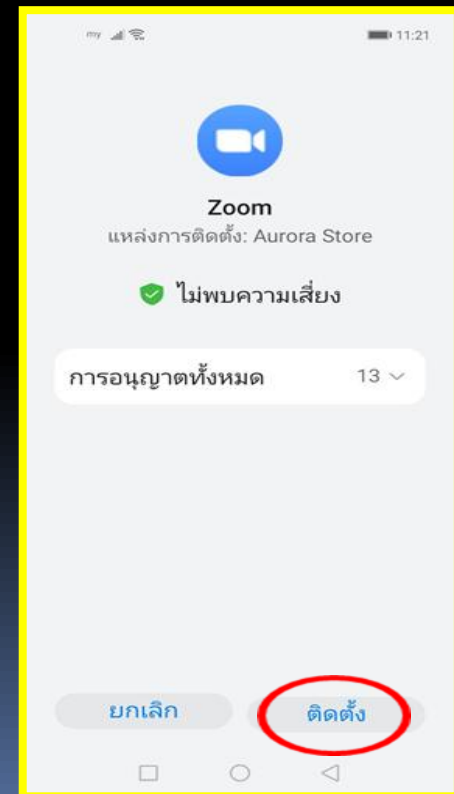 my 11:21
Zoom
แหล่งการติดตั้ง: Aurora Store
ไม่พบความเสี่ยง
การอนุญาตทั้งหมด 13
ยกเลิก ติดตั้ง